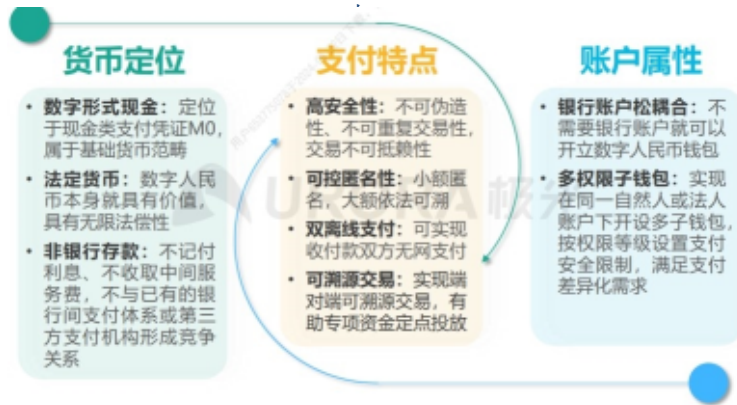 货币定位
• 数字形式现金：定位
于现金类支付凭证M0，
属于基础货币范畴
• 法定货币：数字人民
币本身就具有价值，
具有无限法偿性
• 非银行存款：不记付
利息、不收取中间服
务费，不与已有的银
行间支付体系或第三
方支付机构形成竞争
关系
支付特点
• 高安全性：不可伪造
性、不可重复交易性，
交易不可抵赖性
• 可控匿名性：小额匿
名，大额依法可溯
• 双离线支付：可实现
收付款双方无网支付
• 可溯源交易：实现端
对端可溯源交易，有
助专项资金定点投放
账户属性
• 银行账户松耦合：不
需要银行账户就可以
开立数字人民币钱包
• 多权限子钱包：实现
在同一自然人或法人
账户下开设多子钱包，
按权限等级设置支付
安全限制，满足支付
差异化需求